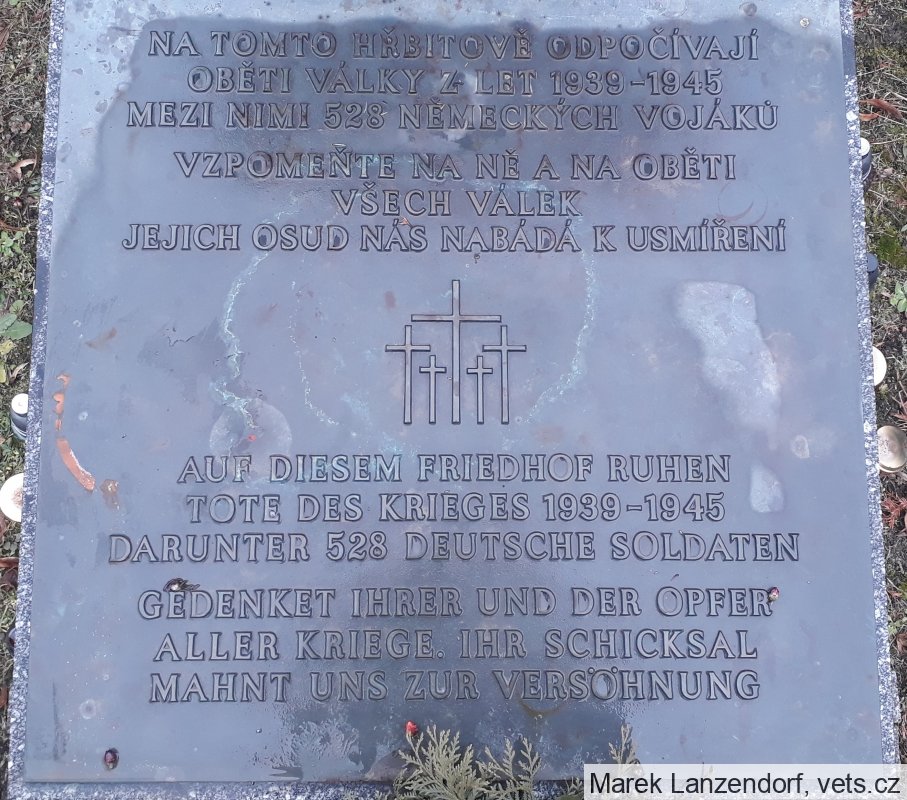 NA TOMTO HŘBITOVĚ ODPOČÍVAJÍ
OBĚTI VÁLKY Z LET 1939-1945
MEZI NIMI 528 NĚMECKÝCH VOJÁKŮ
VZPOMEŇTE NA NĚ A NA OBĚTI
VŠECH VÁLEK
JEJICH OSUD NÁS NABÁDÁ K USMÍŘENÍ
AUF DIESEM FRIEDHOF RUHEN
TOTE DES KRIEGES 1939-1945
DARUNTER 528 DEUTSCHE SOLDATEN
GEDENKET IHRER UND DER OPFER
ALLER KRIEGE. IHR SCHICKSAL
MAHNT UNS ZUR VERSÖHNUNG
Marek Lanzendorf, vets.cz